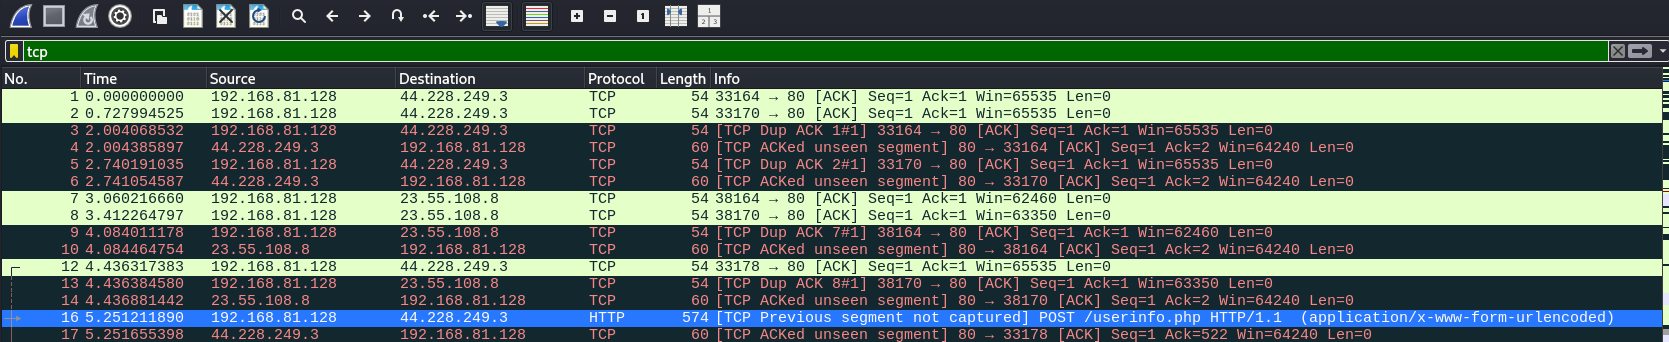 tcp
No. Time Source Destination Protocol Length Info
1 0.000000000 192.168.81.128 44.228.249.3 TCP 54 33164 → 80 [ACK] Seq=1 Ack=1 Win=65535 Len=0
2 0.727994525 192.168.81.128 44.228.249.3 TCP 54 33170 → 80 [ACK] Seq=1 Ack=1 Win=65535 Len=0
3 2.004068532 192.168.81.128 44.228.249.3 TCP 54 [TCP Dup ACK 1#1] 33164 → 80 [ACK] Seq=1 Ack=1 Win=65535 Len=0
4 2.004385897 44.228.249.3 192.168.81.128 TCP 60 [TCP ACKed unseen segment] 80 → 33164 [ACK] Seq=1 Ack=2 Win=64240 Len=0
5 2.740191035 192.168.81.128 44.228.249.3 TCP 54 [TCP Dup ACK 2#1] 33170 → 80 [ACK] Seq=1 Ack=1 Win=65535 Len=0
6 2.741054587 44.228.249.3 192.168.81.128 TCP 60 [TCP ACKed unseen segment] 80 → 33170 [ACK] Seq=1 Ack=2 Win=64240 Len=0
7 3.060216660 192.168.81.128 23.55.108.8 TCP 54 38164 → 80 [ACK] Seq=1 Ack=1 Win=62460 Len=0
8 3.412264797 192.168.81.128 23.55.108.8 TCP 54 38170 → 80 [ACK] Seq=1 Ack=1 Win=63350 Len=0
9 4.084011178 192.168.81.128 23.55.108.8 TCP 54 [TCP Dup ACK 7#1] 38164 → 80 [ACK] Seq=1 Ack=1 Win=62460 Len=0
10 4.084464754 23.55.108.8 192.168.81.128 TCP 60 [TCP ACKed unseen segment] 80 → 38164 [ACK] Seq=1 Ack=2 Win=64240 Len=0
12 4.436317383 192.168.81.128 44.228.249.3 TCP 54 33178 → 80 [ACK] Seq=1 Ack=1 Win=65535 Len=0
13 4.436384580 192.168.81.128 23.55.108.8 TCP 54 [TCP Dup ACK 8#1] 38170 → 80 [ACK] Seq=1 Ack=1 Win=63350 Len=0
14 4.436881442 23.55.108.8 192.168.81.128 TCP 60 [TCP ACKed unseen segment] 80 → 38170 [ACK] Seq=1 Ack=2 Win=64240 Len=0
16 5.251211890 192.168.81.128 44.228.249.3 HTTP 574 [TCP Previous segment not captured] POST /userinfo.php HTTP/1.1 (application/x-www-form-urlencoded)
17 5.251655398 44.228.249.3 192.168.81.128 TCP 60 [TCP ACKed unseen segment] 80 → 33178 [ACK] Seq=1 Ack=522 Win=64240 Len=0